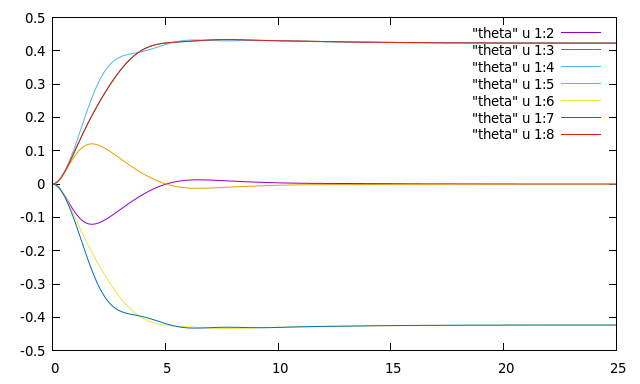 0.5
0.4
0.3
0.2
0.1
0
-0.1
-0.2
-0.3
-0.4
-0.5
"theta" u 1:2
"theta" u 1:3
"theta" u 1:4
"theta" u 1:5
"theta" u 1:6
"theta" u 1:7
"theta" u 1:8
0 5 10 15 20 25